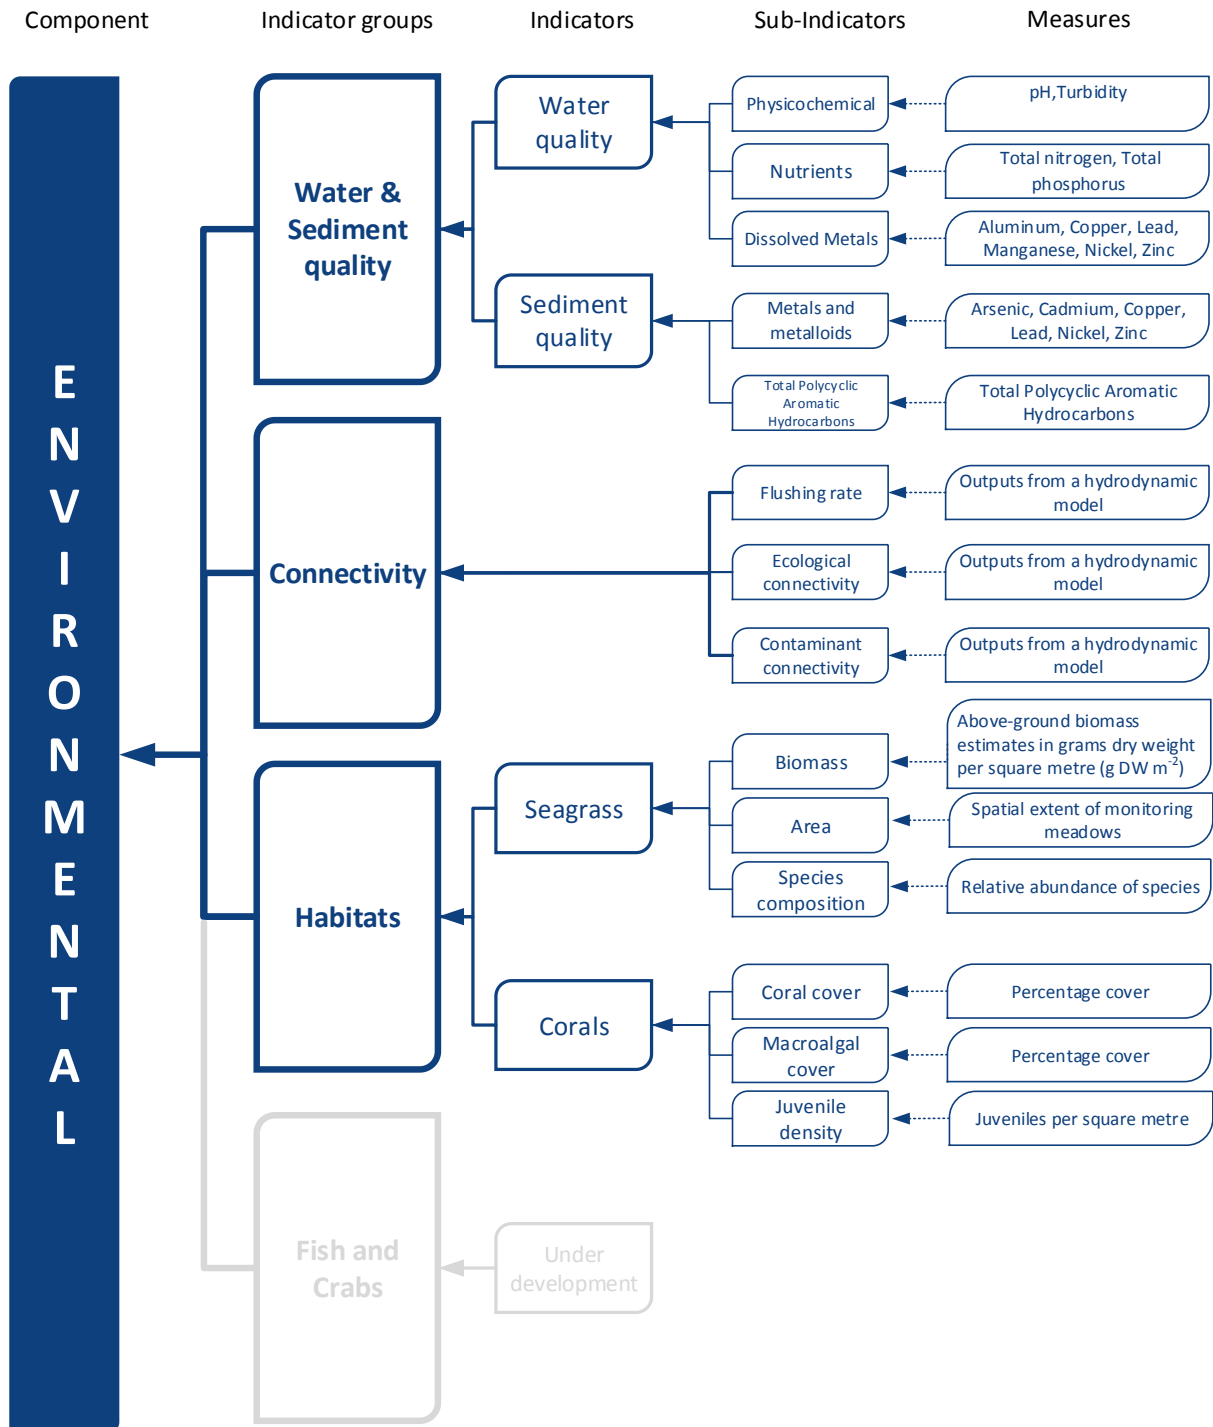 Component
Indicator groups
Indicators
Sub-Indicators
Measures
ENVIRONMENTAL
Water &
Sediment
quality
Water
quality
Physicochemical
pH,Turbidity
Nutrients
Total nitrogen, Total
phosphorus
Dissolved Metals
Aluminum, Copper, Lead,
Manganese, Nickel, Zinc
Sediment
quality
Metals and
metalloids
Arsenic, Cadmium, Copper,
Lead, Nickel, Zinc
Total Polycyclic
Aromatic
Hydrocarbons
Total Polycyclic Aromatic
Hydrocarbons
Connectivity
Flushing rate
Outputs from a hydrodynamic
model
Ecological
connectivity
Outputs from a hydrodynamic
model
Contaminant
connectivity
Outputs from a hydrodynamic
model
Habitats
Seagrass
Biomass
Above-ground biomass
estimates in grams dry weight
per square metre (g DW m⁻²)
Area
Spatial extent of monitoring
meadows
Species
composition
Relative abundance of species
Corals
Coral cover
Percentage cover
Macroalgal
cover
Percentage cover
Juvenile
density
Juveniles per square metre
Fish and
Crabs
Under
development